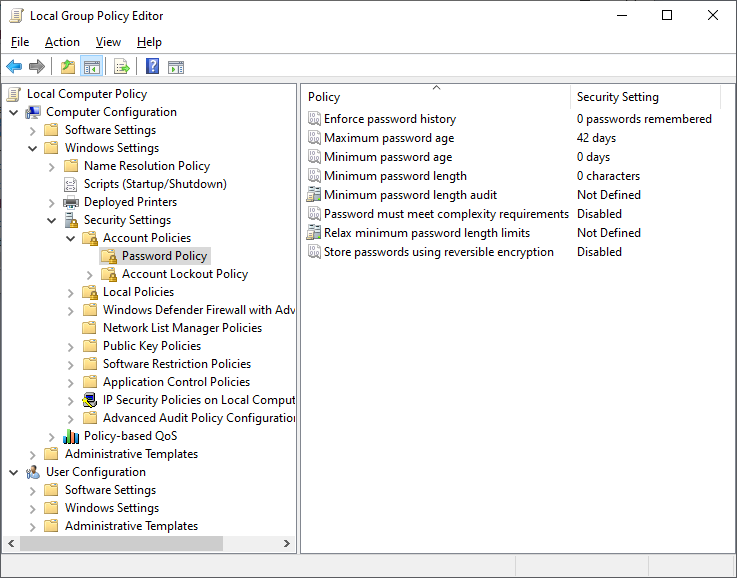 Local Group Policy Editor
File Action View Help
Local Computer Policy
Computer Configuration
Software Settings
Windows Settings
Name Resolution Policy
Scripts (Startup/Shutdown)
Deployed Printers
Security Settings
Account Policies
Password Policy
Account Lockout Policy
Local Policies
Windows Defender Firewall with Adv
Network List Manager Policies
Public Key Policies
Software Restriction Policies
Application Control Policies
IP Security Policies on Local Comput
Advanced Audit Policy Configuration
Policy-based QoS
Administrative Templates
User Configuration
Software Settings
Windows Settings
Administrative Templates
Policy Security Setting
Enforce password history 0 passwords remembered
Maximum password age 42 days
Minimum password age 0 days
Minimum password length 0 characters
Minimum password length audit Not Defined
Password must meet complexity requirements Disabled
Relax minimum password length limits Not Defined
Store passwords using reversible encryption Disabled